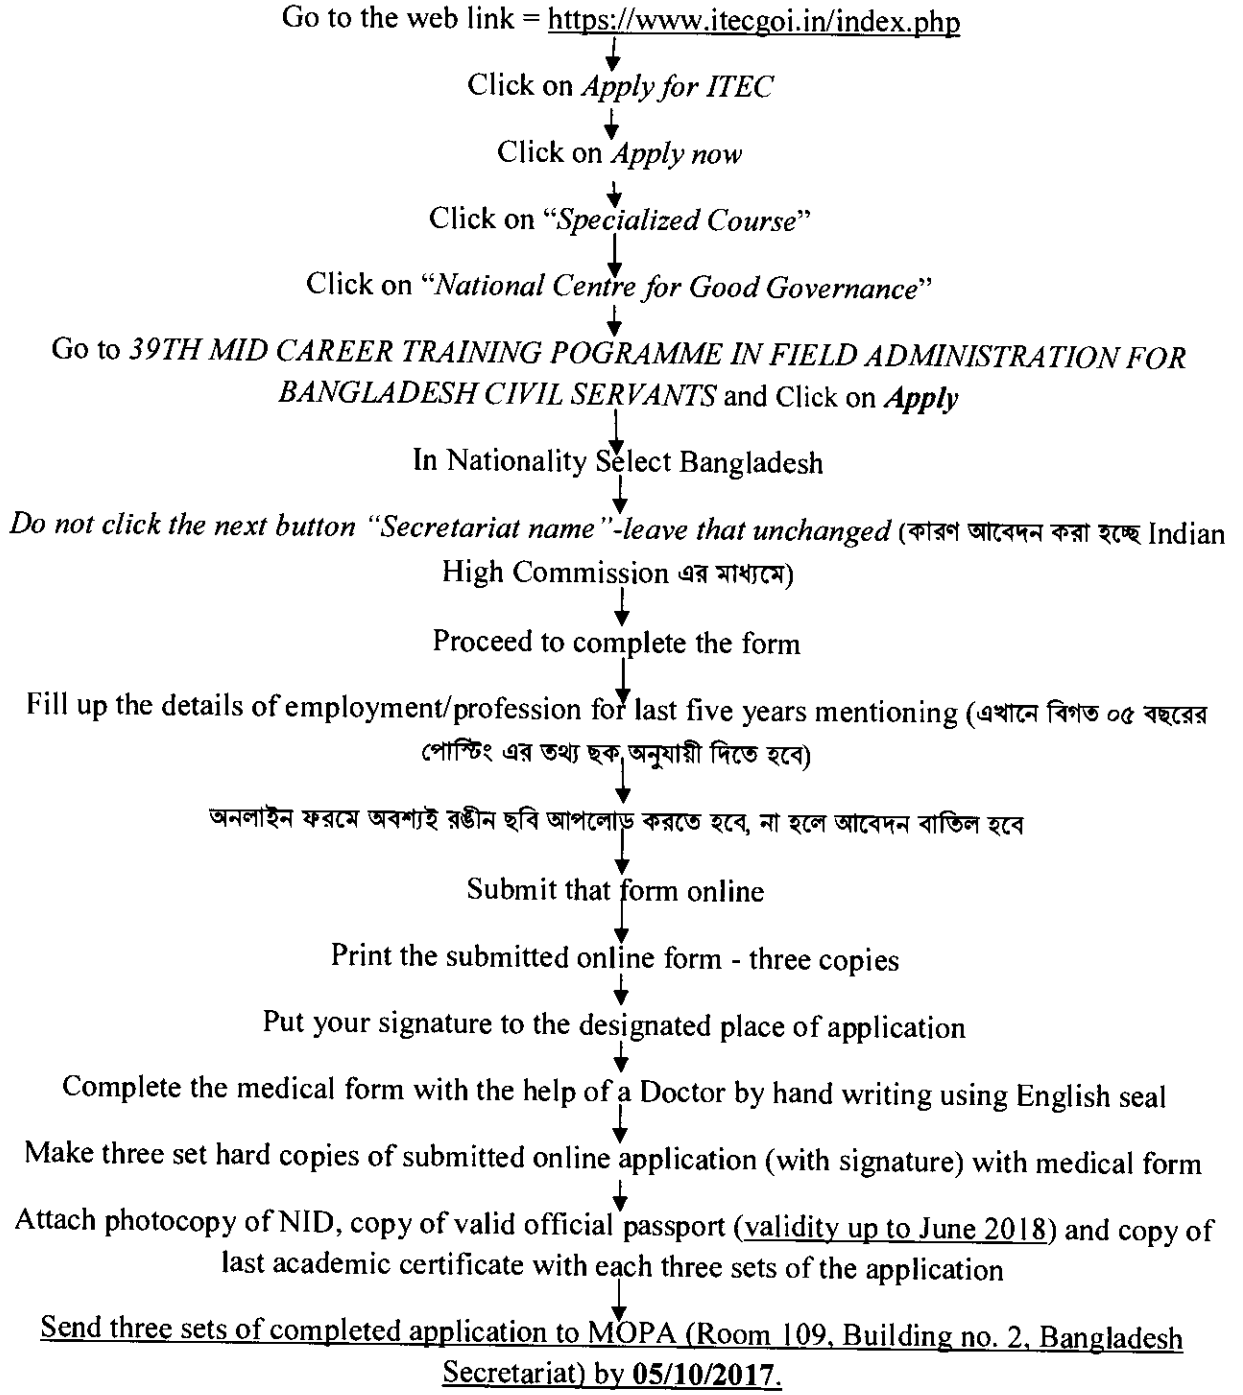 Go to the web link = https://www.itecgoi.in/index.php
Click on Apply for ITEC
Click on Apply now
Click on “Specialized Course”
Click on “National Centre for Good Governance”
Go to 39TH MID CAREER TRAINING POGRAMME IN FIELD ADMINISTRATION FOR
BANGLADESH CIVIL SERVANTS and Click on Apply
In Nationality Select Bangladesh
Do not click the next button “Secretariat name”-leave that unchanged (কারণ আবেদন করা হচ্ছে Indian
High Commission এর মাধ্যমে)
Proceed to complete the form
Fill up the details of employment/profession for last five years mentioning (এখানে বিগত ০৫ বছরের
পোস্টিং এর তথ্য ছক অনুযায়ী দিতে হবে)
অনলাইন ফরমে অবশ্যই রঙীন ছবি আপলোড করতে হবে, না হলে আবেদন বাতিল হবে
Submit that form online
Print the submitted online form - three copies
Put your signature to the designated place of application
Complete the medical form with the help of a Doctor by hand writing using English seal
Make three set hard copies of submitted online application (with signature) with medical form
Attach photocopy of NID, copy of valid official passport (validity up to June 2018) and copy of
last academic certificate with each three sets of the application
Send three sets of completed application to MOPA (Room 109, Building no. 2, Bangladesh
Secretariat) by 05/10/2017.